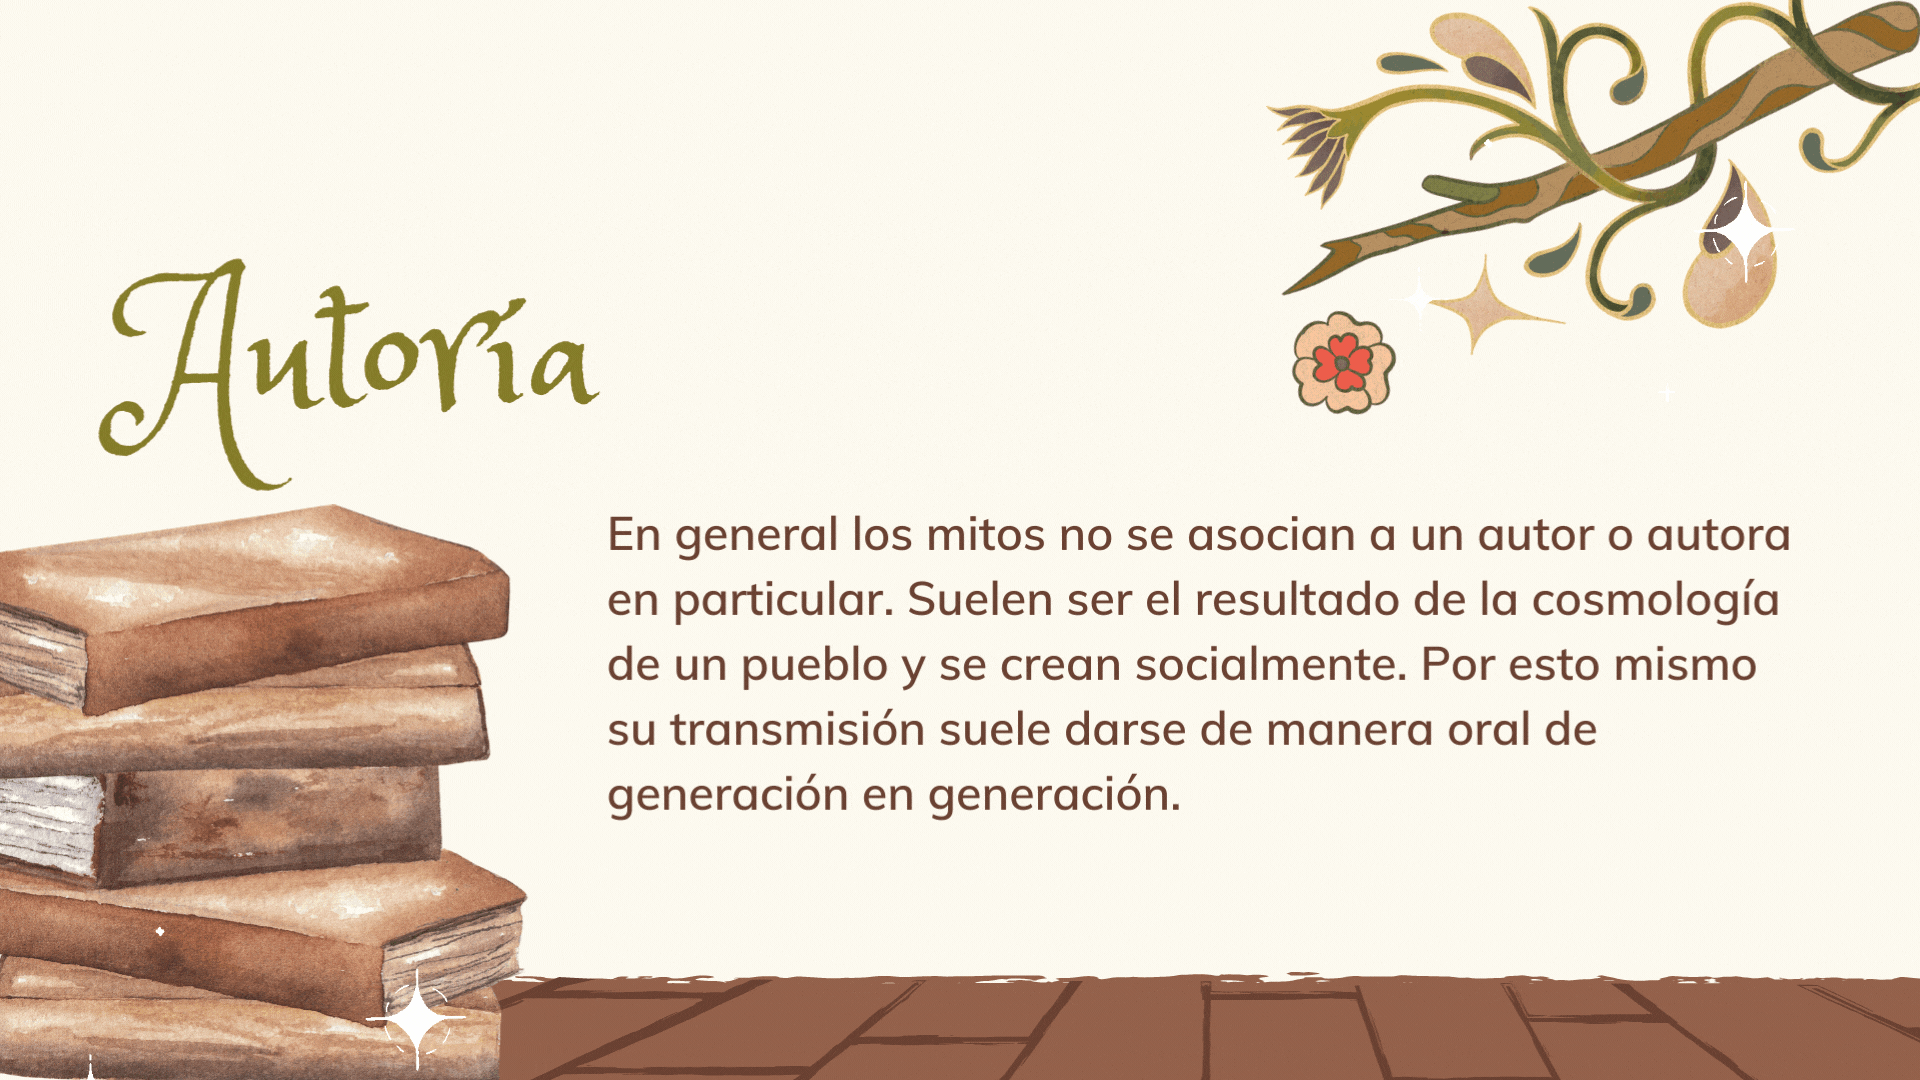 Autoría
En general los mitos no se asocian a un autor o autora
en particular. Suelen ser el resultado de la cosmología
de un pueblo y se crean socialmente. Por esto mismo
su transmisión suele darse de manera oral de
generación en generación.